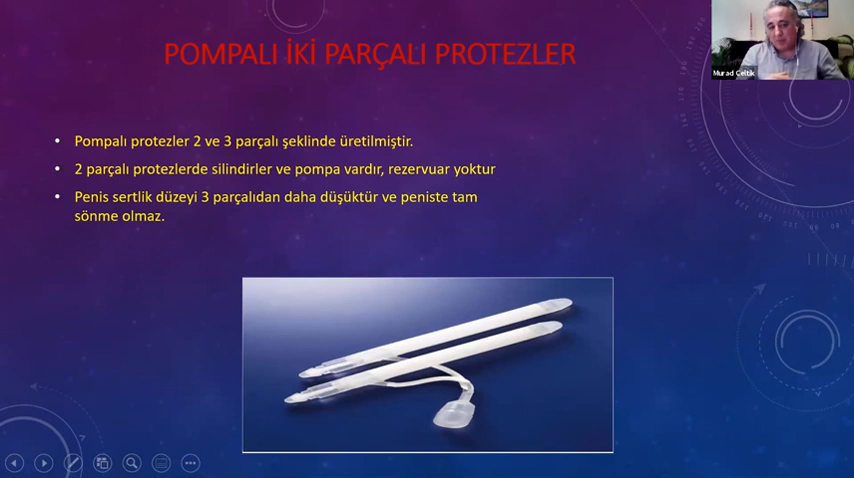 POMPALI İKİ PARÇALI PROTEZLER
Murad Çeltik
• Pompalı protezler 2 ve 3 parçalı şeklinde üretilmiştir.
• 2 parçalı protezlerde silindirler ve pompa vardır, rezervuar yoktur
• Penis sertlik düzeyi 3 parçalıdan daha düşüktür ve peniste tam
sönme olmaz.